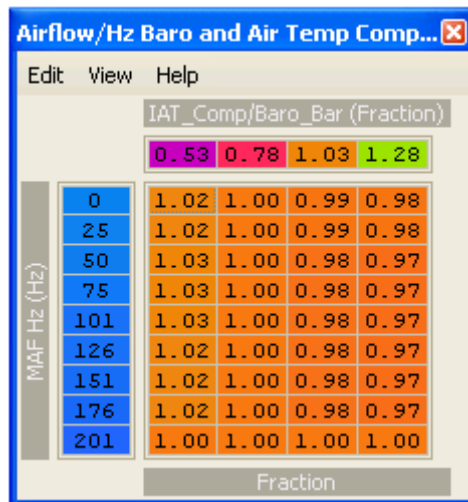 Airflow/Hz Baro and Air Temp Comp...
Edit View Help
IAT_Comp/Baro_Bar (Fraction)
0.53 0.78 1.03 1.28
MAF Hz (Hz)
0 1.02 1.00 0.99 0.98
25 1.02 1.00 0.99 0.98
50 1.03 1.00 0.98 0.97
75 1.03 1.00 0.98 0.97
101 1.03 1.00 0.98 0.97
126 1.02 1.00 0.98 0.97
151 1.02 1.00 0.98 0.97
176 1.02 1.00 0.98 0.97
201 1.00 1.00 1.00 1.00
Fraction